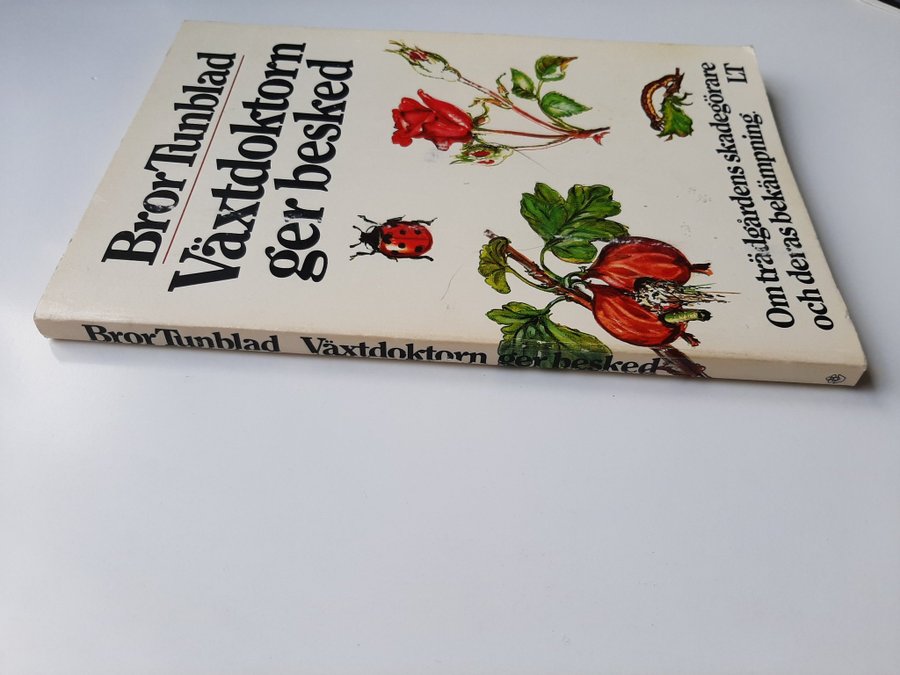 Bror Tunblad
Växtdoktorn
ger besked
Om trädgårdens skadegörare
och deras bekämpning
LT
Bror Tunblad Växtdoktorn ger besked